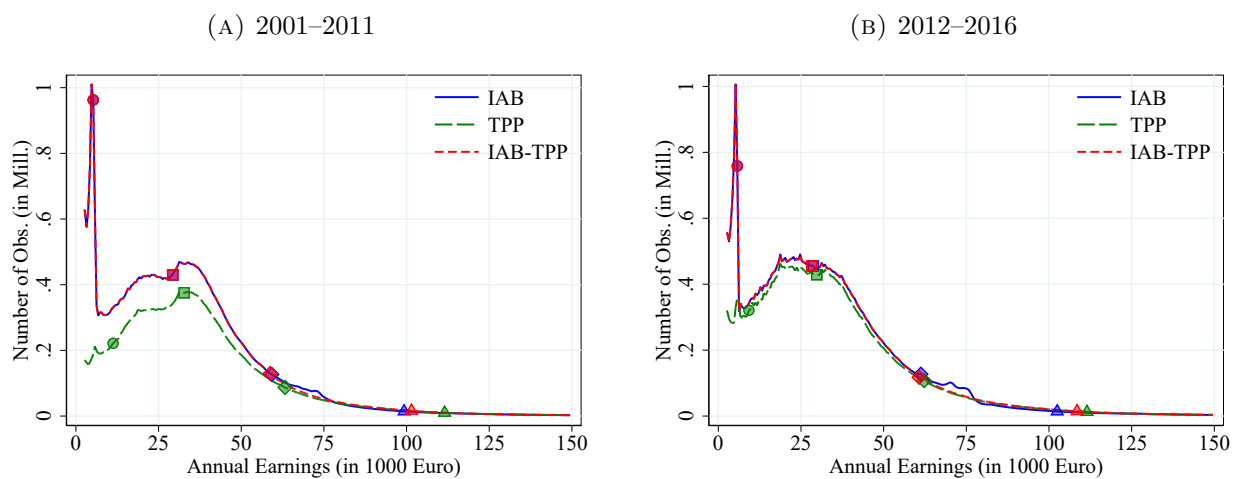 (A) 2001–2011
Number of Obs. (in Mill.)
1
.8
.6
.4
.2
0
IAB
TPP
IAB-TPP
0 25 50 75 100 125 150
Annual Earnings (in 1000 Euro)
(B) 2012–2016
Number of Obs. (in Mill.)
1
.8
.6
.4
.2
0
IAB
TPP
IAB-TPP
0 25 50 75 100 125 150
Annual Earnings (in 1000 Euro)